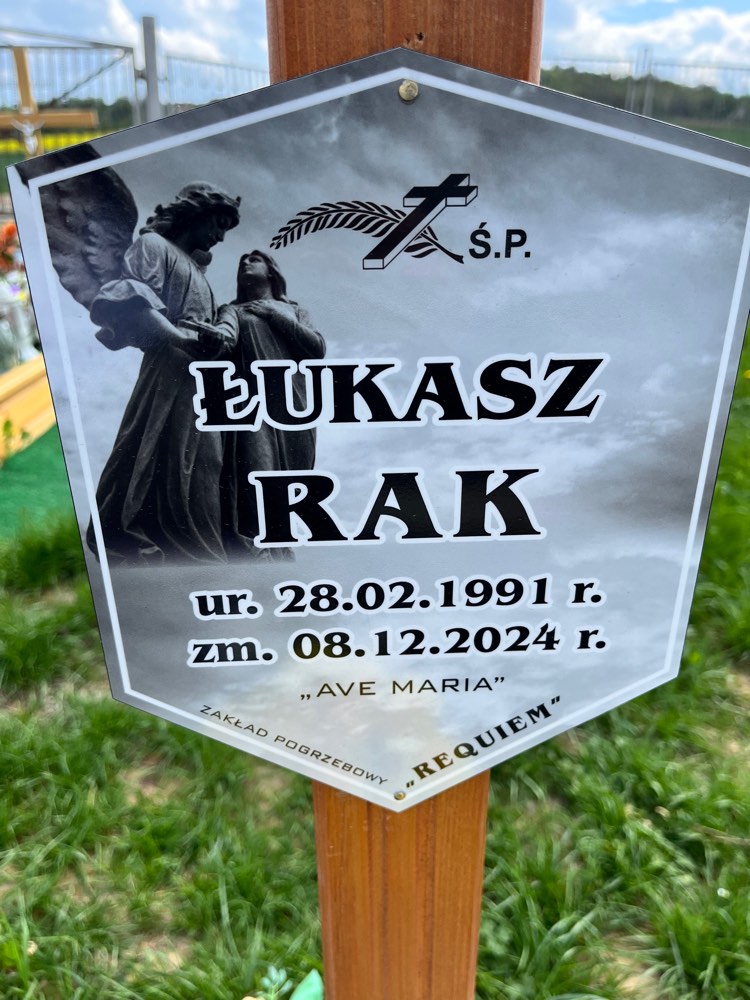 Ś.P.
ŁUKASZ
RAK
ur. 28.02.1991 r.
zm. 08.12.2024 r.
„AVE MARIA”
ZAKŁAD POGRZEBOWY „REQUIEM”